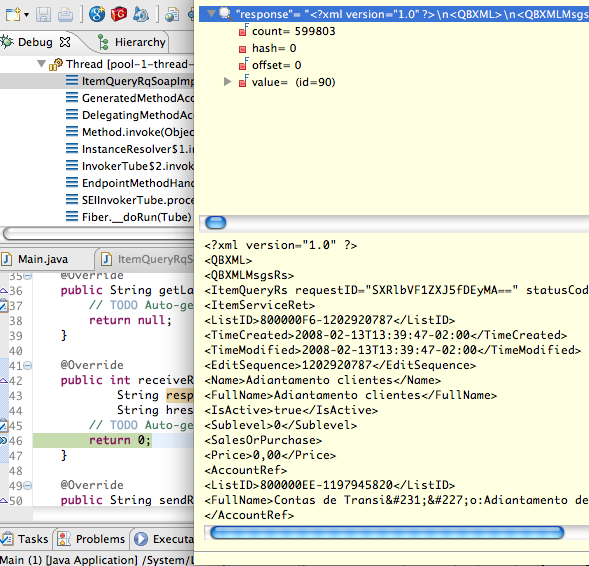 Debug
Hierarchy
Thread [pool-1-thread-
ItemQueryRqSoapImp
GeneratedMethodAcc
DelegatingMethodAcc
Method.invoke(Objec
InstanceResolver$1.in
InvokerTube$2.invok
EndpointMethodHand
SEIInvokerTube.proce
Fiber.__doRun(Tube)
Main.java
ItemQueryRqS
35 @Override
36 public String getLa
37 // TODO Auto-ge
38 return null;
39 }
40
41 @Override
42 public int receiveR
43 String resp
44 String hres
45 // TODO Auto-ge
46 return 0;
47 }
48
49 @Override
50 public String sendR
Tasks
Problems
Executa
Main (1) [Java Application] /System/L
"response"= "<?xml version="1.0" ?>\n<QBXML>\n<QBXMLMsgs
count= 599803
hash= 0
offset= 0
value= (id=90)
<?xml version="1.0" ?>
<QBXML>
<QBXMLMsgsRs>
<ItemQueryRs requestID="SXRlbVF1ZXJ5fDEyMA==" statusCod
<ItemServiceRet>
<ListID>800000F6-1202920787</ListID>
<TimeCreated>2008-02-13T13:39:47-02:00</TimeCreated>
<TimeModified>2008-02-13T13:39:47-02:00</TimeModified>
<EditSequence>1202920787</EditSequence>
<Name>Adiantamento clientes</Name>
<FullName>Adiantamento clientes</FullName>
<IsActive>true</IsActive>
<Sublevel>0</Sublevel>
<SalesOrPurchase>
<Price>0,00</Price>
<AccountRef>
<ListID>800000EE-1197945820</ListID>
<FullName>Contas de Transi&#231;&#227;o:Adiantamento de
</AccountRef>